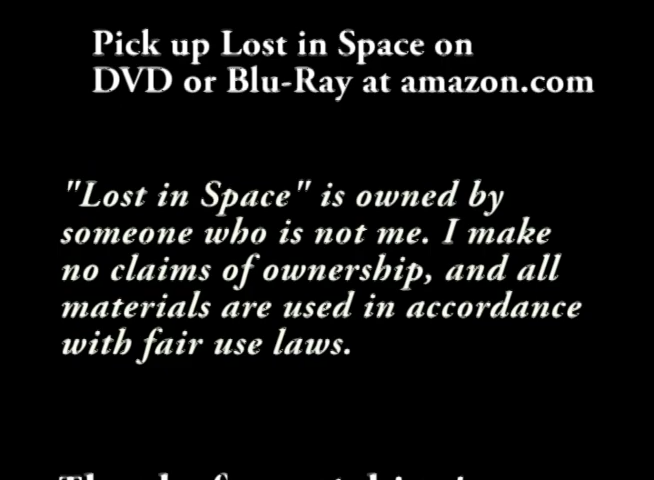 Pick up Lost in Space on
DVD or Blu-Ray at amazon.com
"Lost in Space" is owned by
someone who is not me. I make
no claims of ownership, and all
materials are used in accordance
with fair use laws.